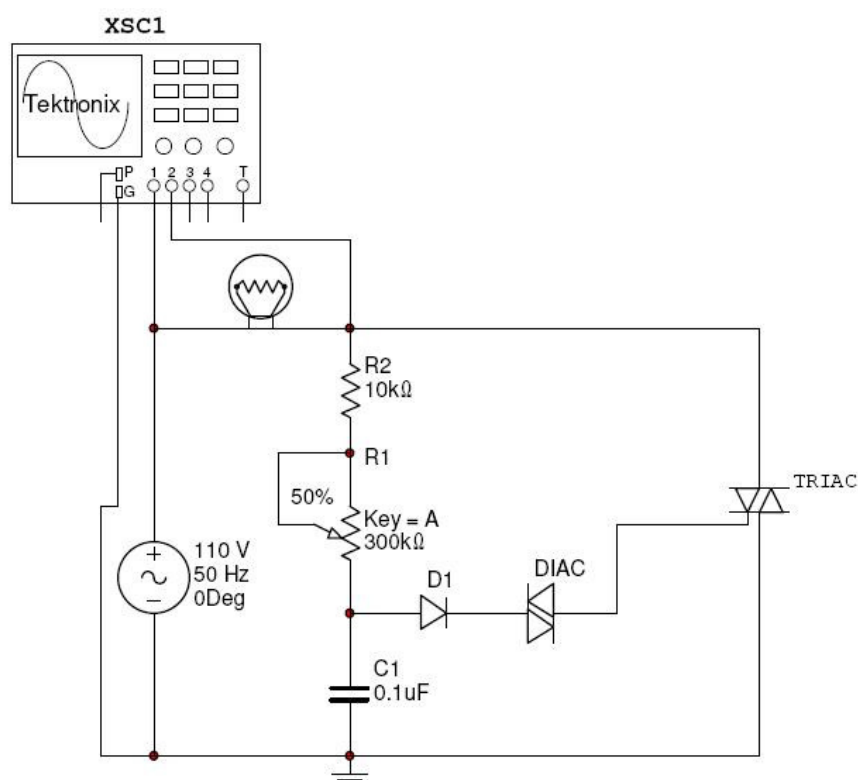 XSC1
Tektronix
P
G
1 2 3 4 T
R2
10kΩ
R1
50%
Key = A
300kΩ
TRIAC
110 V
50 Hz
0Deg
D1
DIAC
C1
0.1uF